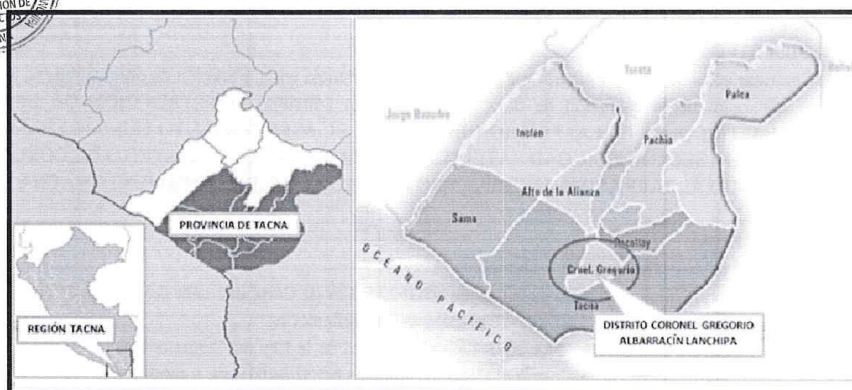 PROVINCIA DE TACNA
REGIÓN TACNA
Jorge Basadre
Tarata
Palca
Inclan
Pachia
Alto de la Alianza
Sama
Crnel. Gregorio
Tacna
OCEANO PACIFICO
DISTRITO CORONEL GREGORIO
ALBARRACÍN LANCHIPA